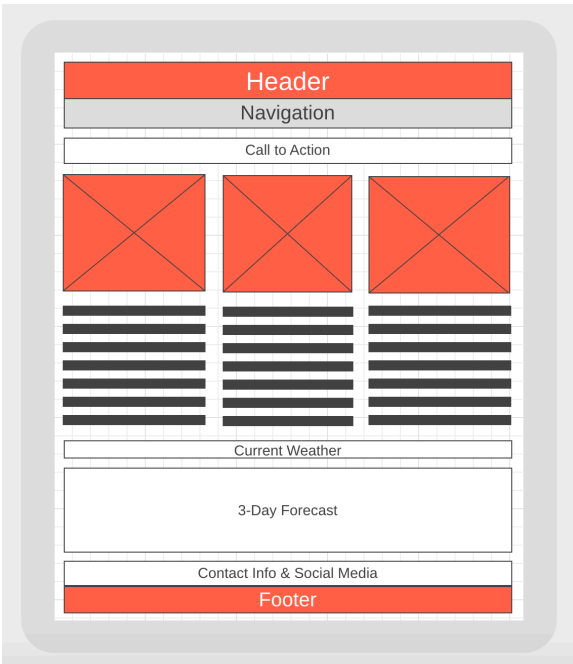 Header
Navigation
Call to Action
Current Weather
3-Day Forecast
Contact Info & Social Media
Footer